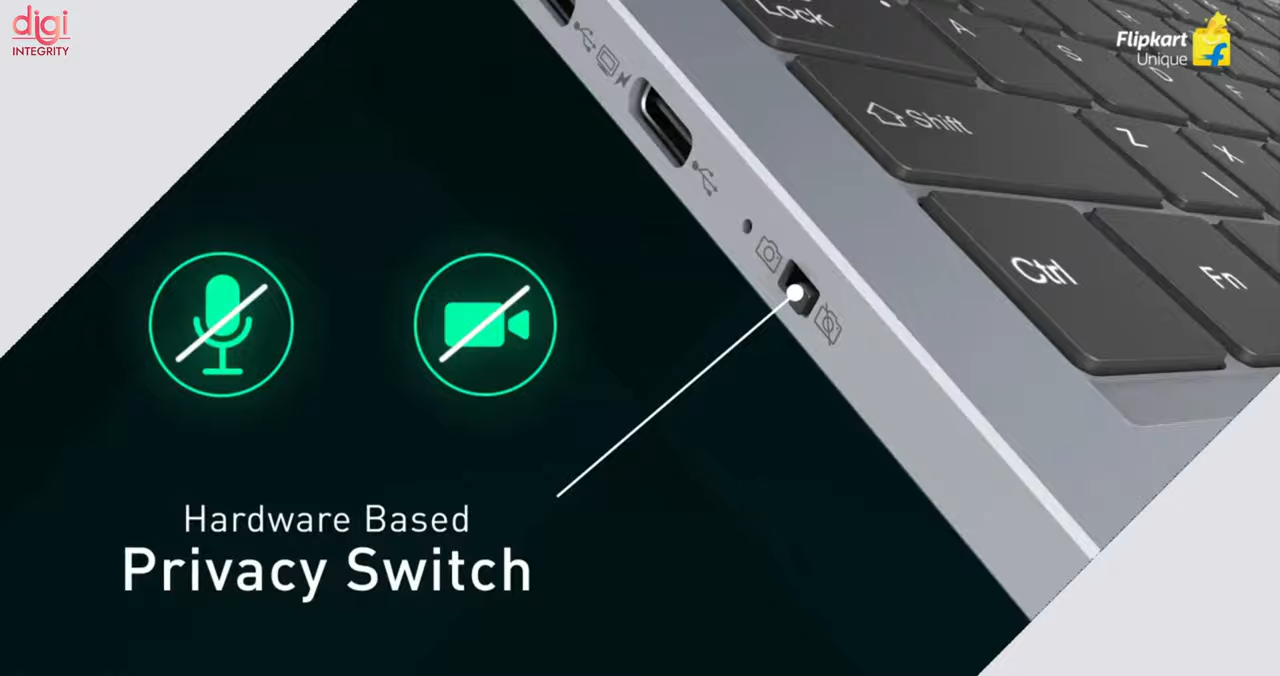 digi
INTEGRITY
Flipkart
Unique
Lock
A
S
D
F
Shift
Z
X
Ctrl
Fn
Hardware Based
Privacy Switch